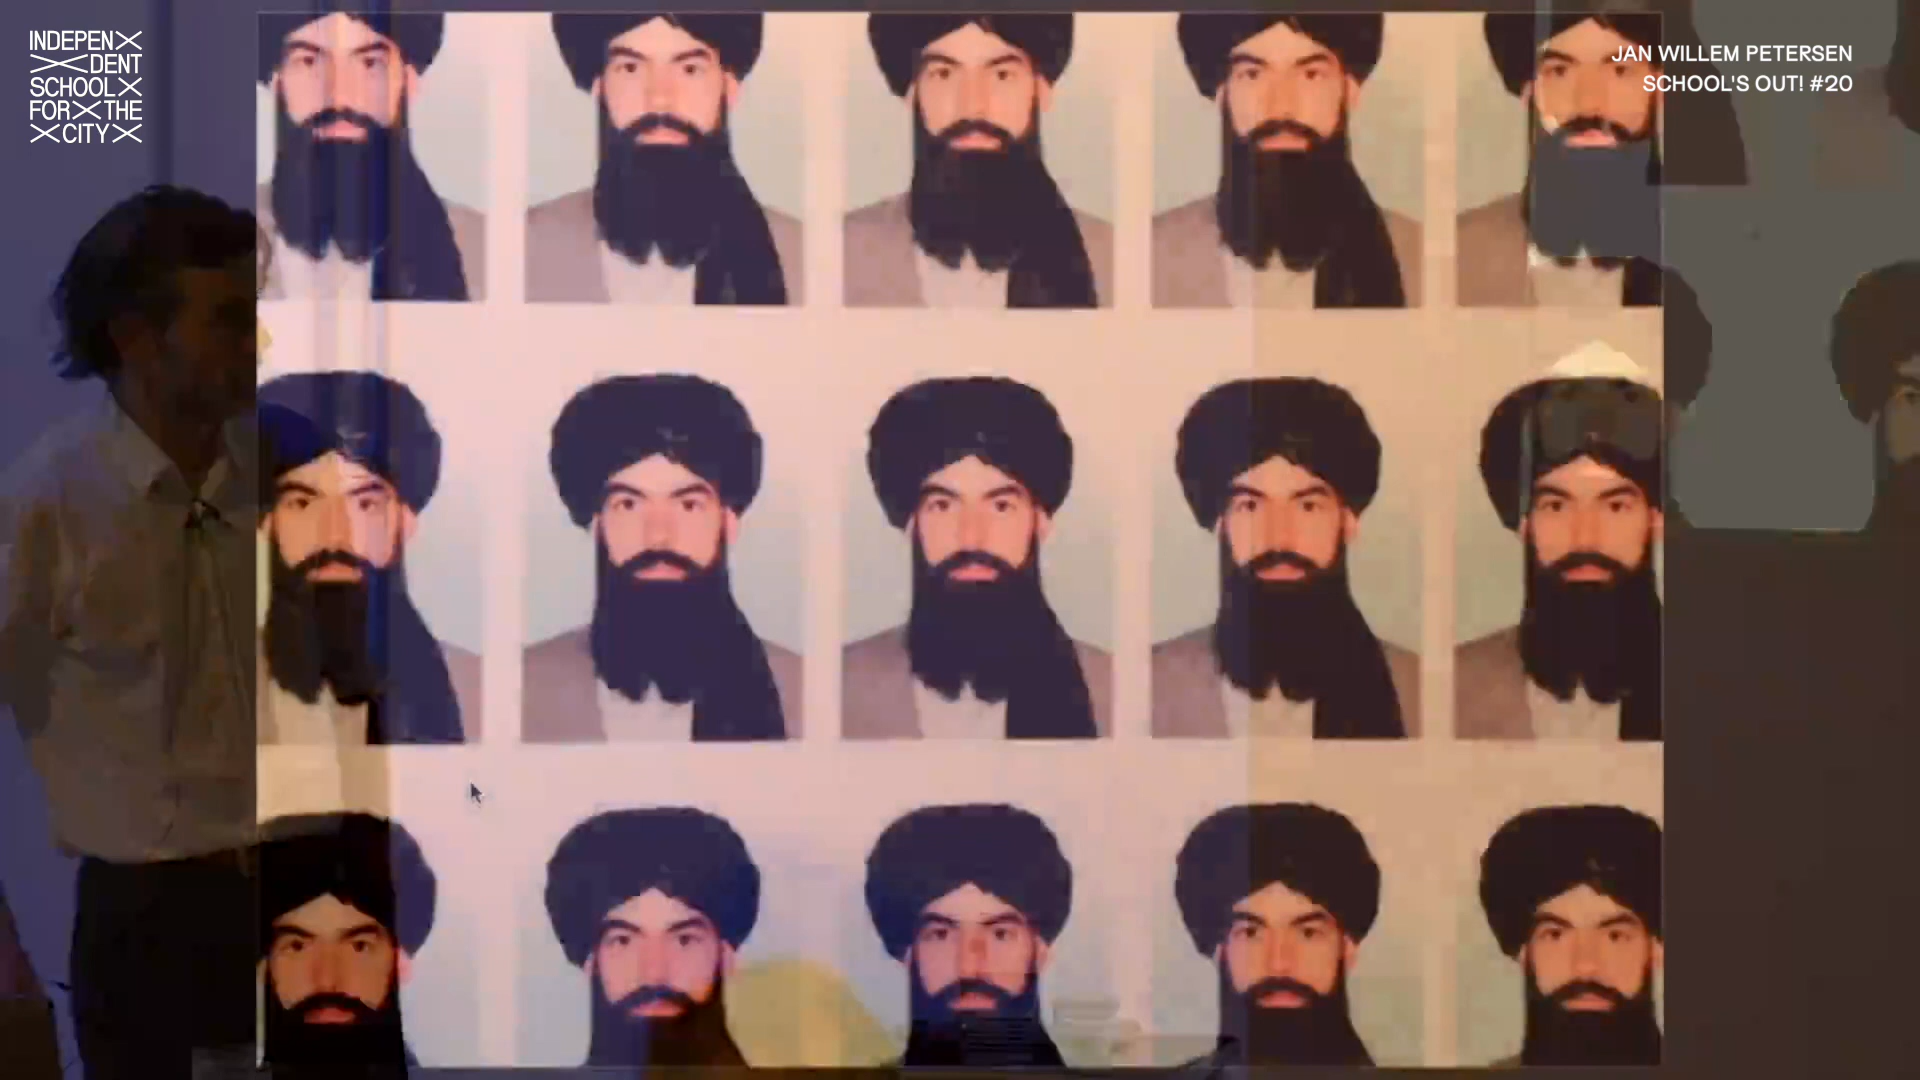 INDEPEN
DENT
SCHOOL
FOR THE
CITY
JAN WILLEM PETERSEN
SCHOOL'S OUT! #20